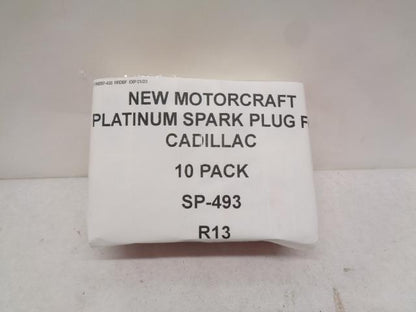 NEW MOTORCRAFT
PLATINUM SPARK PLUG F
CADILLAC
10 PACK
SP-493
R13